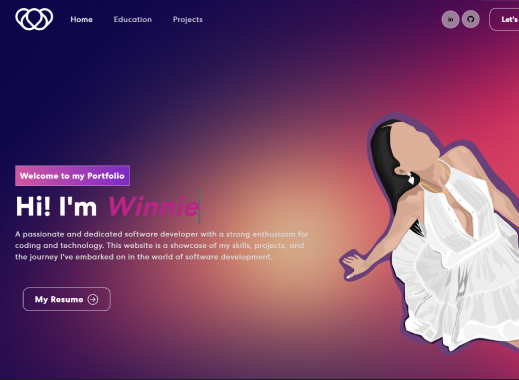 Home Education Projects in Let's
Welcome to my Portfolio
Hi! I'm Winnie
A passionate and dedicated software developer with a strong enthusiasm for
coding and technology. This website is a showcase of my skills, projects, and
the journey I've embarked on in the world of software development.
My Resume